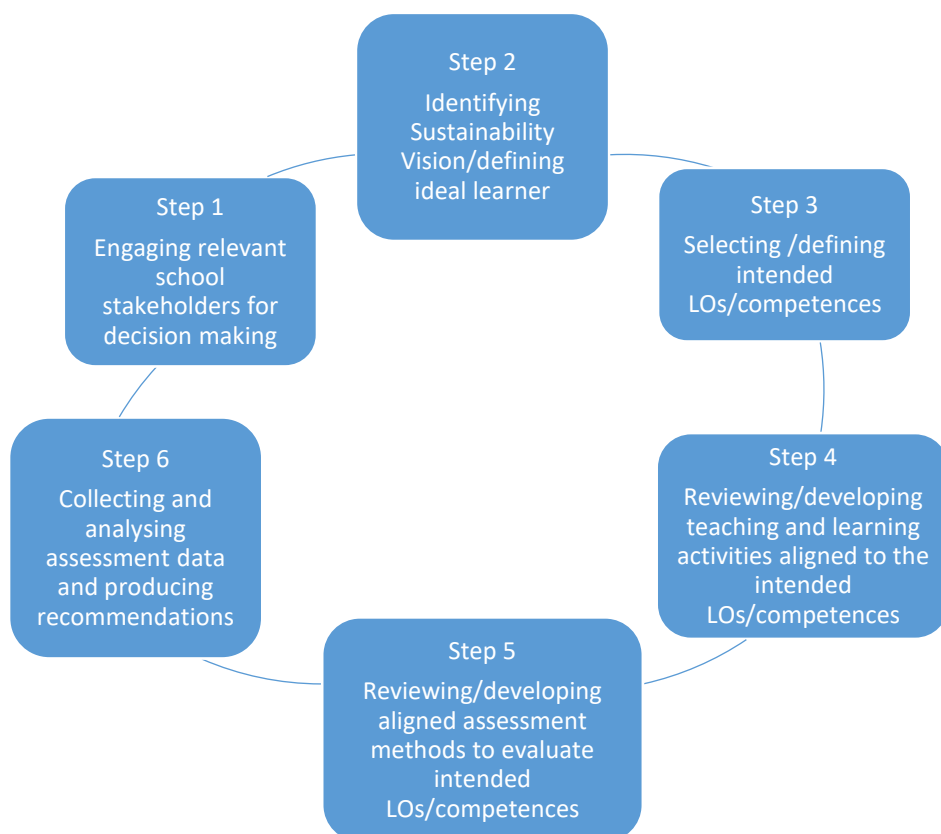 Step 1
Engaging relevant
school
stakeholders for
decision making
Step 2
Identifying
Sustainability
Vision/defining
ideal learner
Step 3
Selecting /defining
intended
LOs/competences
Step 4
Reviewing/developing
teaching and learning
activities aligned to the
intended
LOs/competences
Step 5
Reviewing/developing
aligned assessment
methods to evaluate
intended
LOs/competences
Step 6
Collecting and
analysing
assessment data
and producing
recommendations